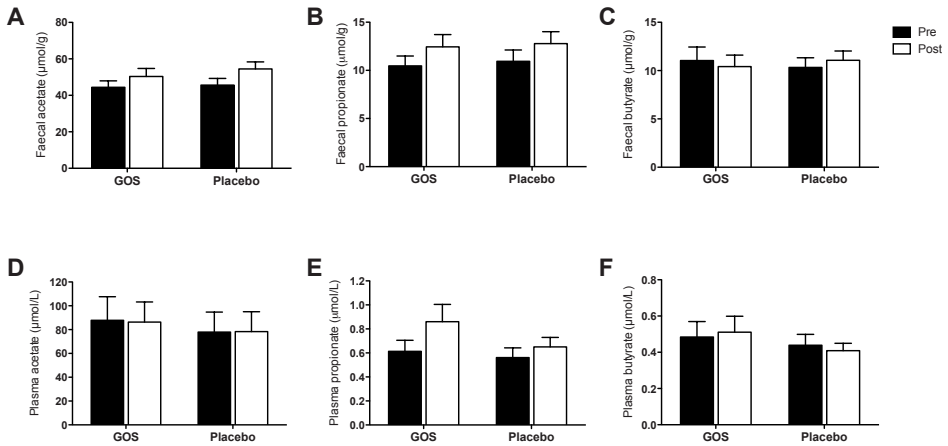 A
Faecal acetate (µmol/g)
80
60
40
20
0
GOS Placebo
B
Faecal propionate (µmol/g)
15
10
5
0
GOS Placebo
C
Faecal butyrate (µmol/g)
15
10
5
0
GOS Placebo
Pre
Post
D
Plasma acetate (µmol/L)
120
100
80
60
40
20
0
GOS Placebo
E
Plasma propionate (µmol/L)
1.2
1.0
0.8
0.6
0.4
0.2
0.0
GOS Placebo
F
Plasma butyrate (µmol/L)
0.8
0.6
0.4
0.2
0.0
GOS Placebo